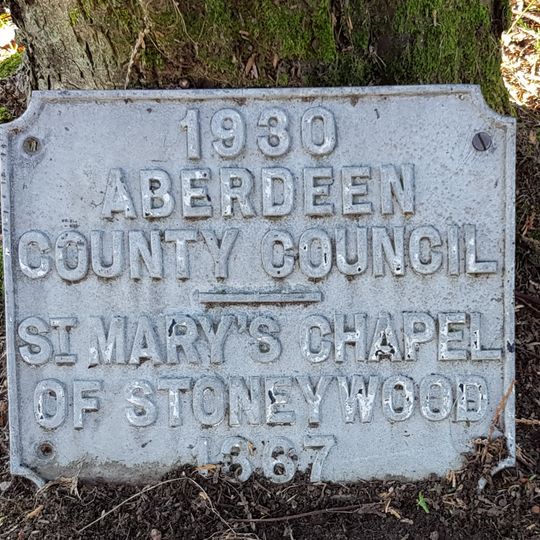 1930
ABERDEEN
COUNTY COUNCIL
ST MARY'S CHAPEL
OF STONEYWOOD
1367